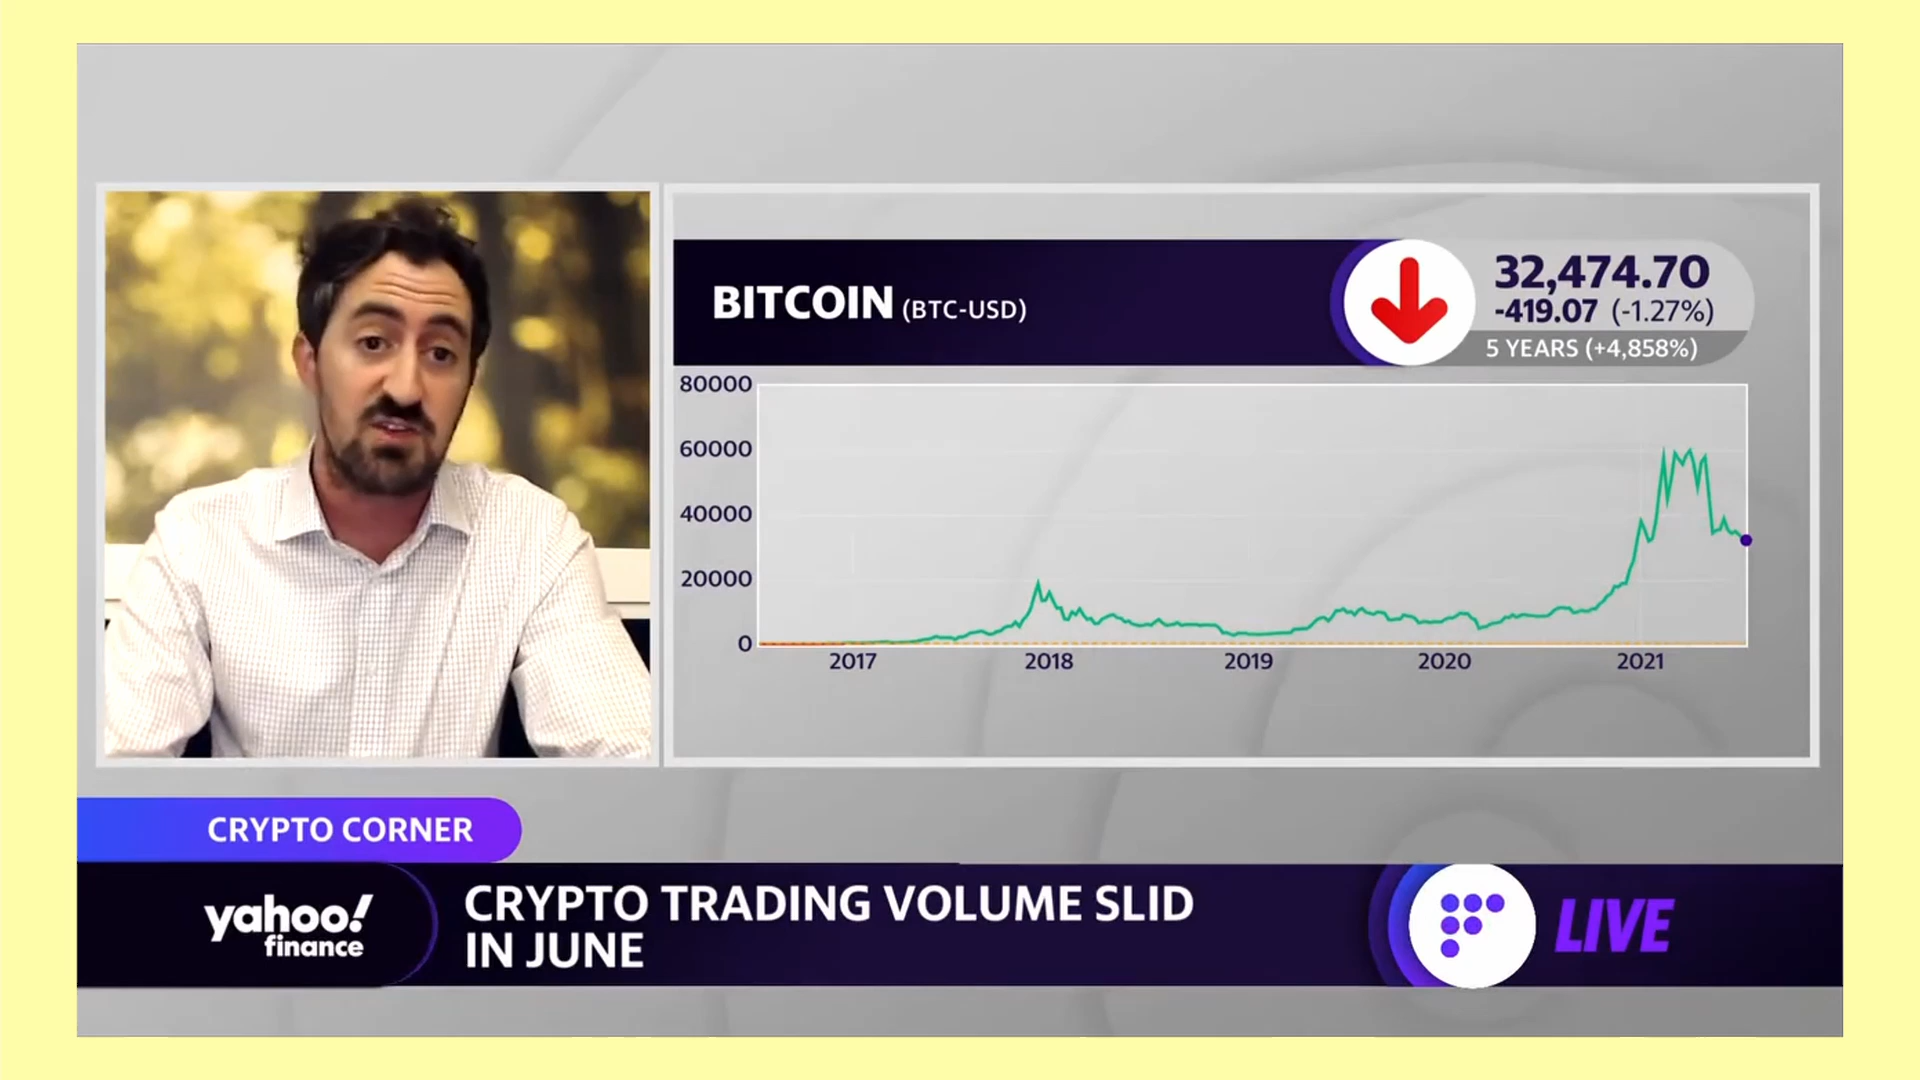 BITCOIN (BTC-USD)
32,474.70
-419.07 (-1.27%)
5 YEARS (+4,858%)
80000
60000
40000
20000
0
2017 2018 2019 2020 2021
CRYPTO CORNER
yahoo!
finance
CRYPTO TRADING VOLUME SLID
IN JUNE
LIVE